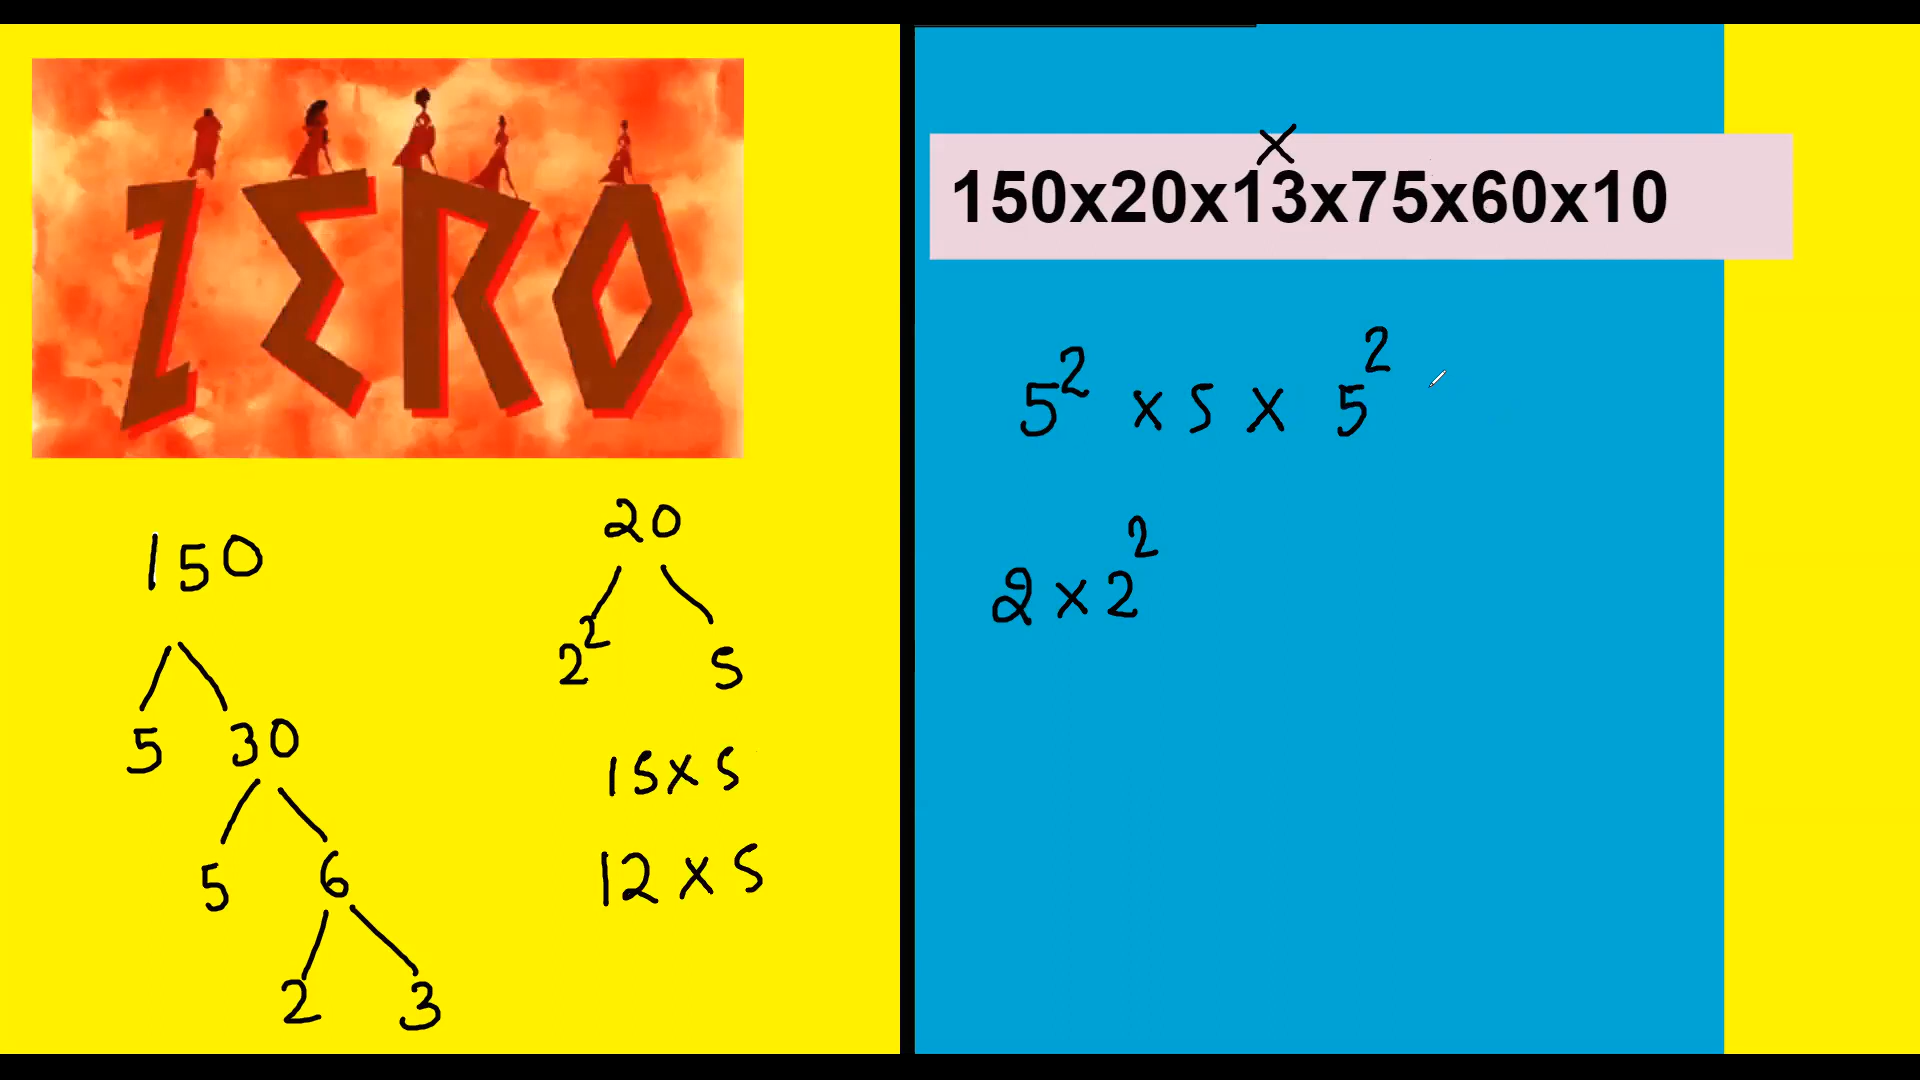 ZERO
150
5 30
5 6
2 3
20
2² 5
15x5
12x5
x
150x20x13x75x60x10
5² x 5 x 5²
2 x 2²